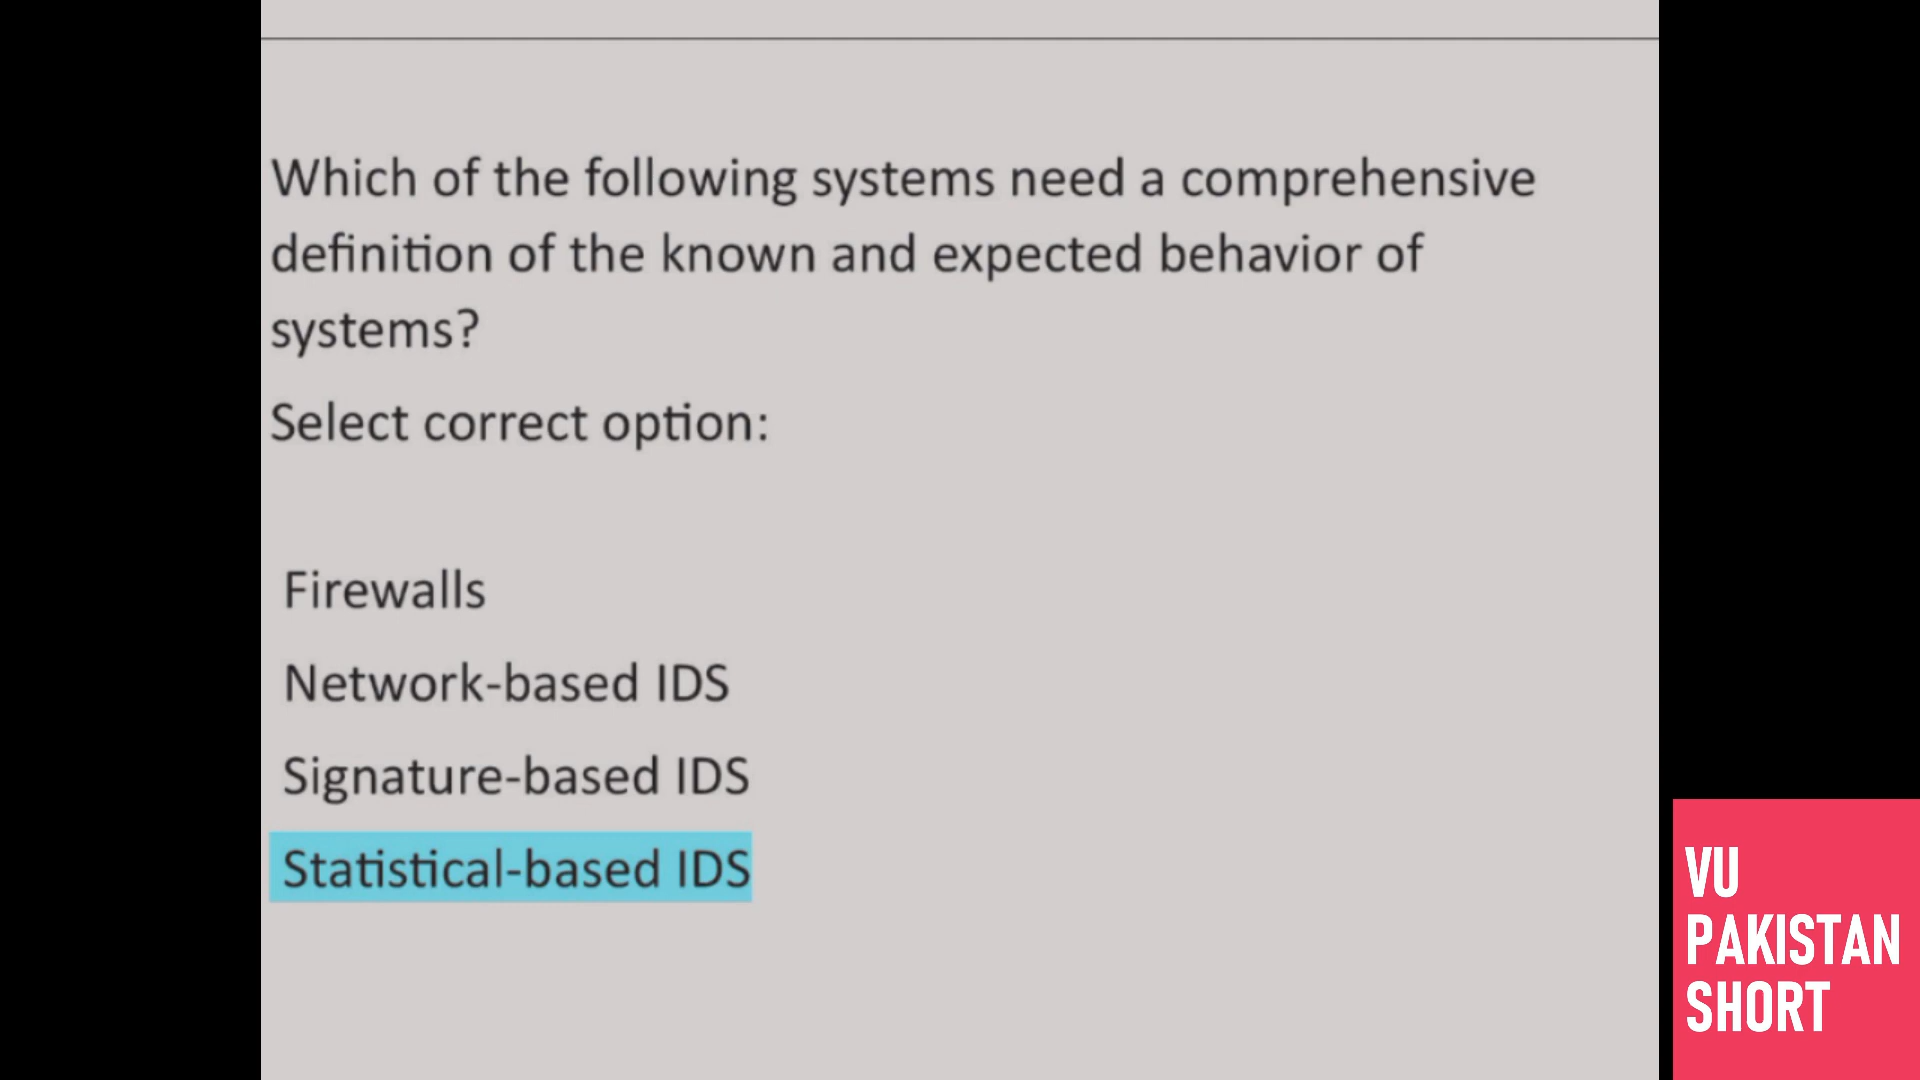 Which of the following systems need a comprehensive
definition of the known and expected behavior of
systems?
Select correct option:
Firewalls
Network-based IDS
Signature-based IDS
Statistical-based IDS
VU
PAKISTAN
SHORT